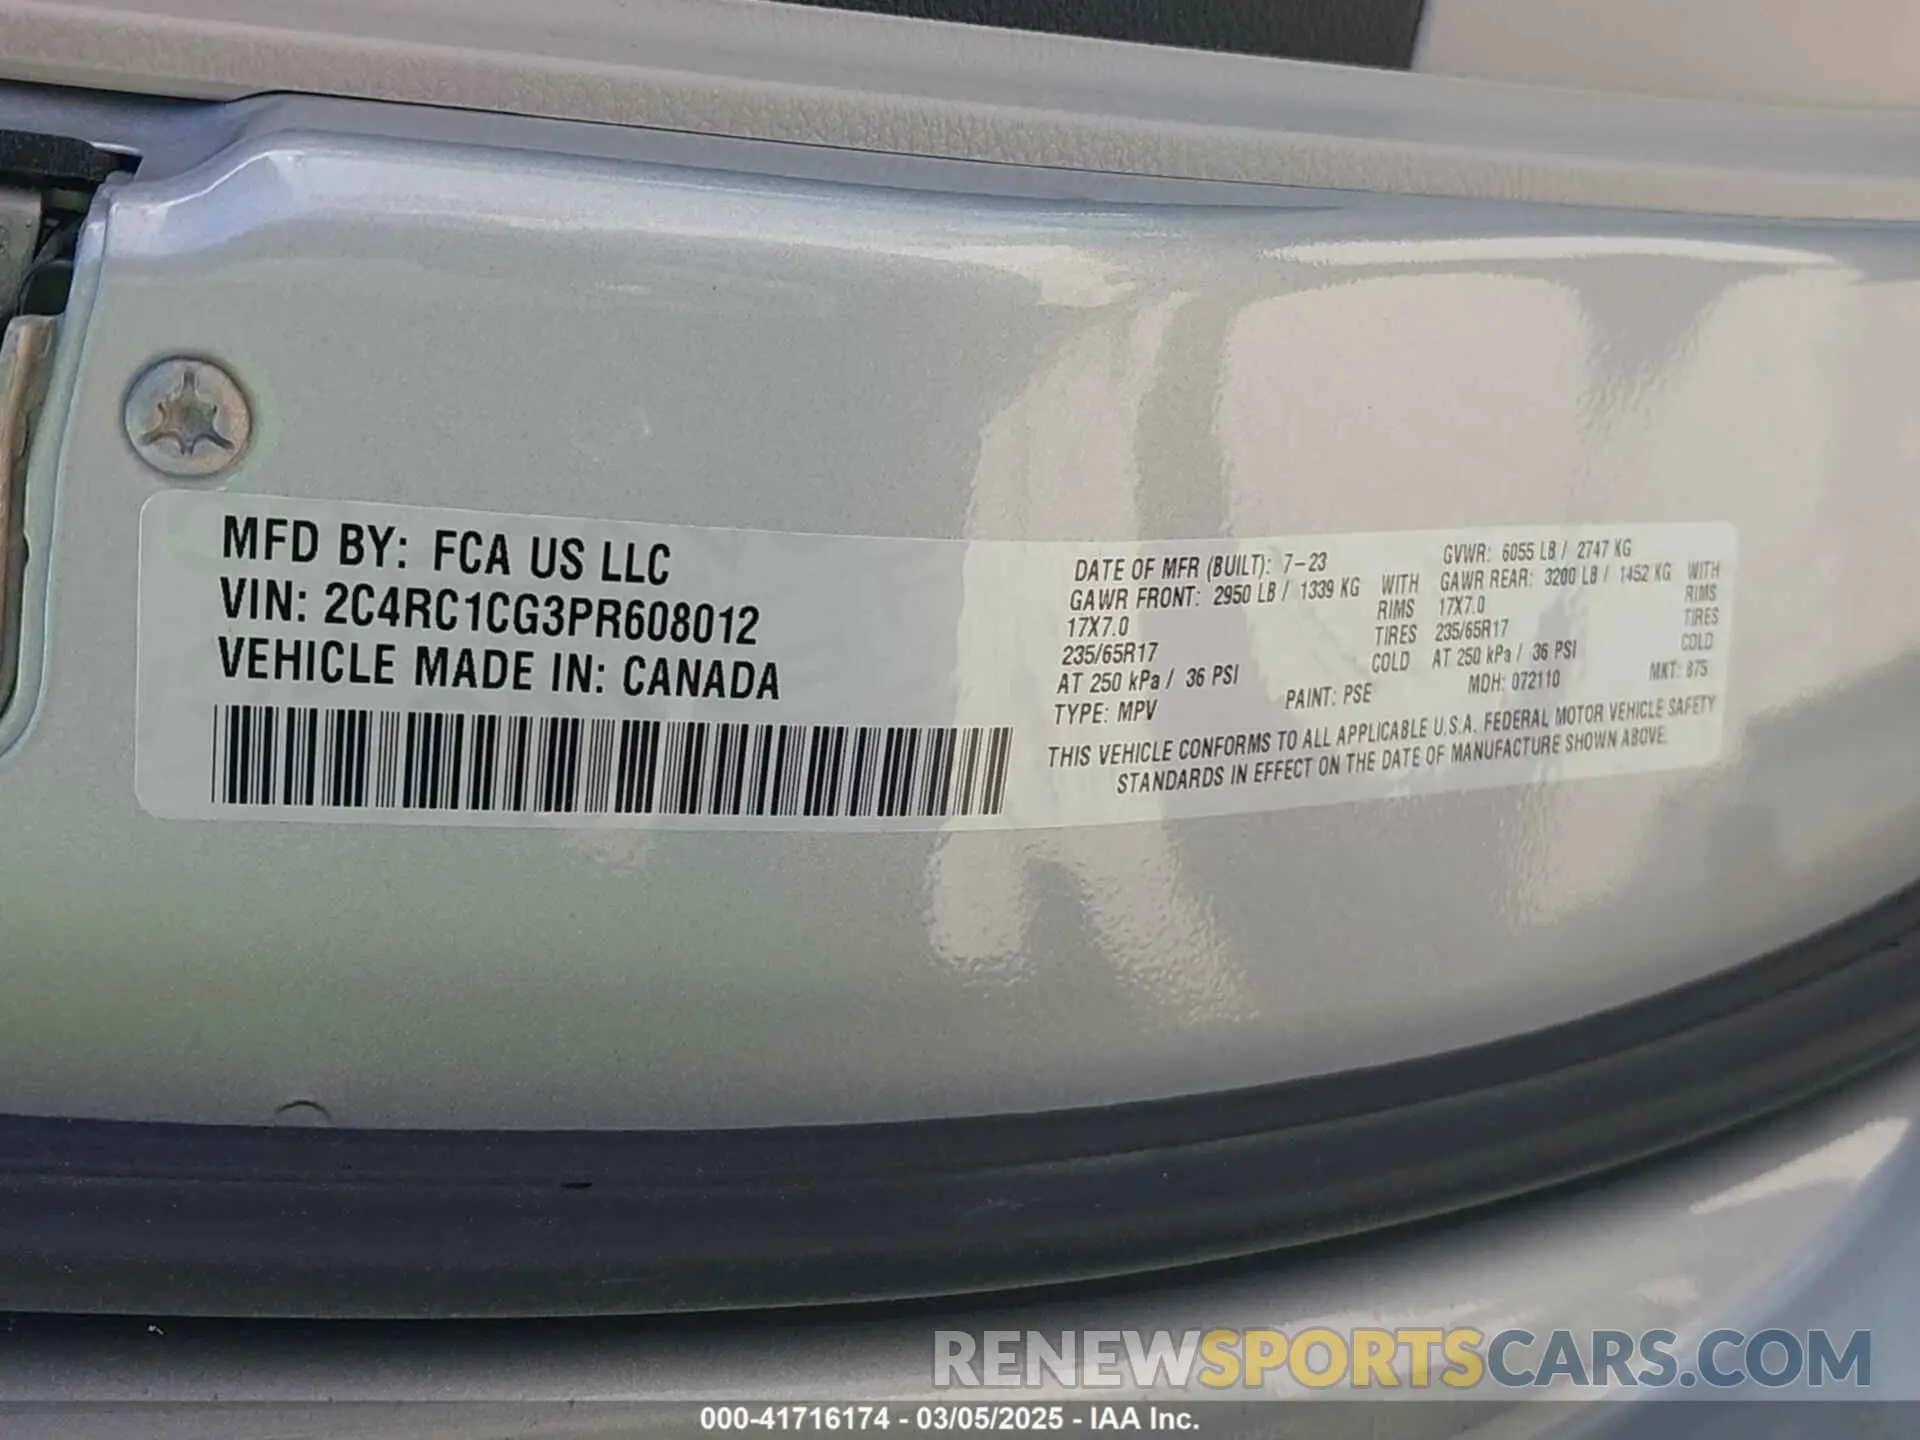 MFD BY: FCA US LLC
VIN: 2C4RC1CG3PR608012
VEHICLE MADE IN: CANADA
DATE OF MFR (BUILT): 7-23 GVWR: 6055 LB / 2747 KG
GAWR FRONT: 2950 LB / 1339 KG WITH GAWR REAR: 3200 LB / 1452 KG WITH
17X7.0 RIMS 17X7.0 RIMS
235/65R17 TIRES 235/65R17 TIRES
AT 250 kPa / 36 PSI COLD AT 250 kPa / 36 PSI COLD
TYPE: MPV PAINT: PSE MDH: 072110 MKT: 875
THIS VEHICLE CONFORMS TO ALL APPLICABLE U.S.A. FEDERAL MOTOR VEHICLE SAFETY
STANDARDS IN EFFECT ON THE DATE OF MANUFACTURE SHOWN ABOVE.
RENEWSPORTSCARS.COM
000-41716174 - 03/05/2025 - IAA Inc.